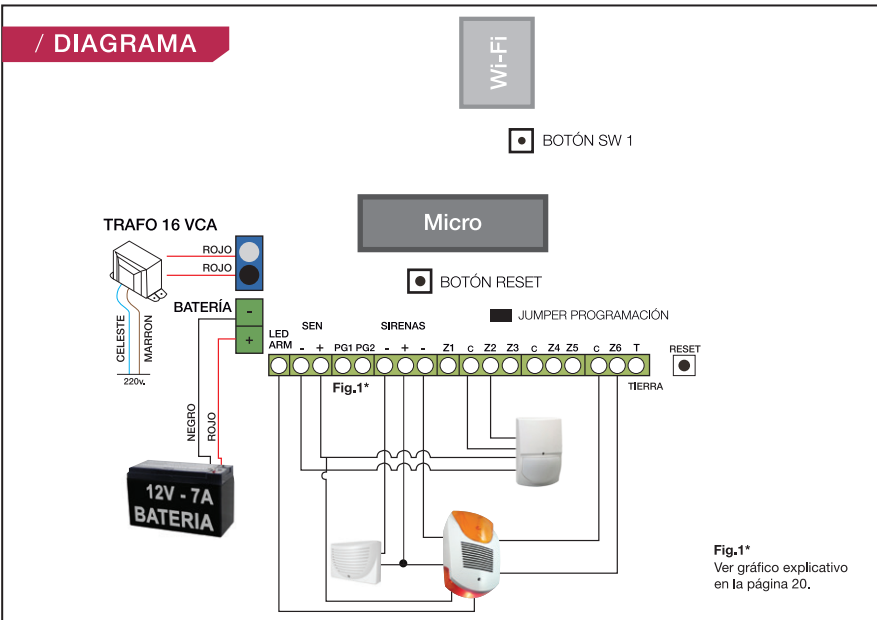 / DIAGRAMA
Wi-Fi
BOTÓN SW 1
Micro
TRAFO 16 VCA
ROJO
ROJO
BOTÓN RESET
BATERÍA
-
+
JUMPER PROGRAMACIÓN
CELESTE
MARRON
220v.
LED
ARM
SEN
- +
PG1 PG2
SIRENAS
- + -
Z1 C Z2 Z3 C Z4 Z5 C Z6 T
RESET
Fig.1*
TIERRA
NEGRO
ROJO
12V - 7A
BATERIA
Fig.1*
Ver gráfico explicativo
en la página 20.